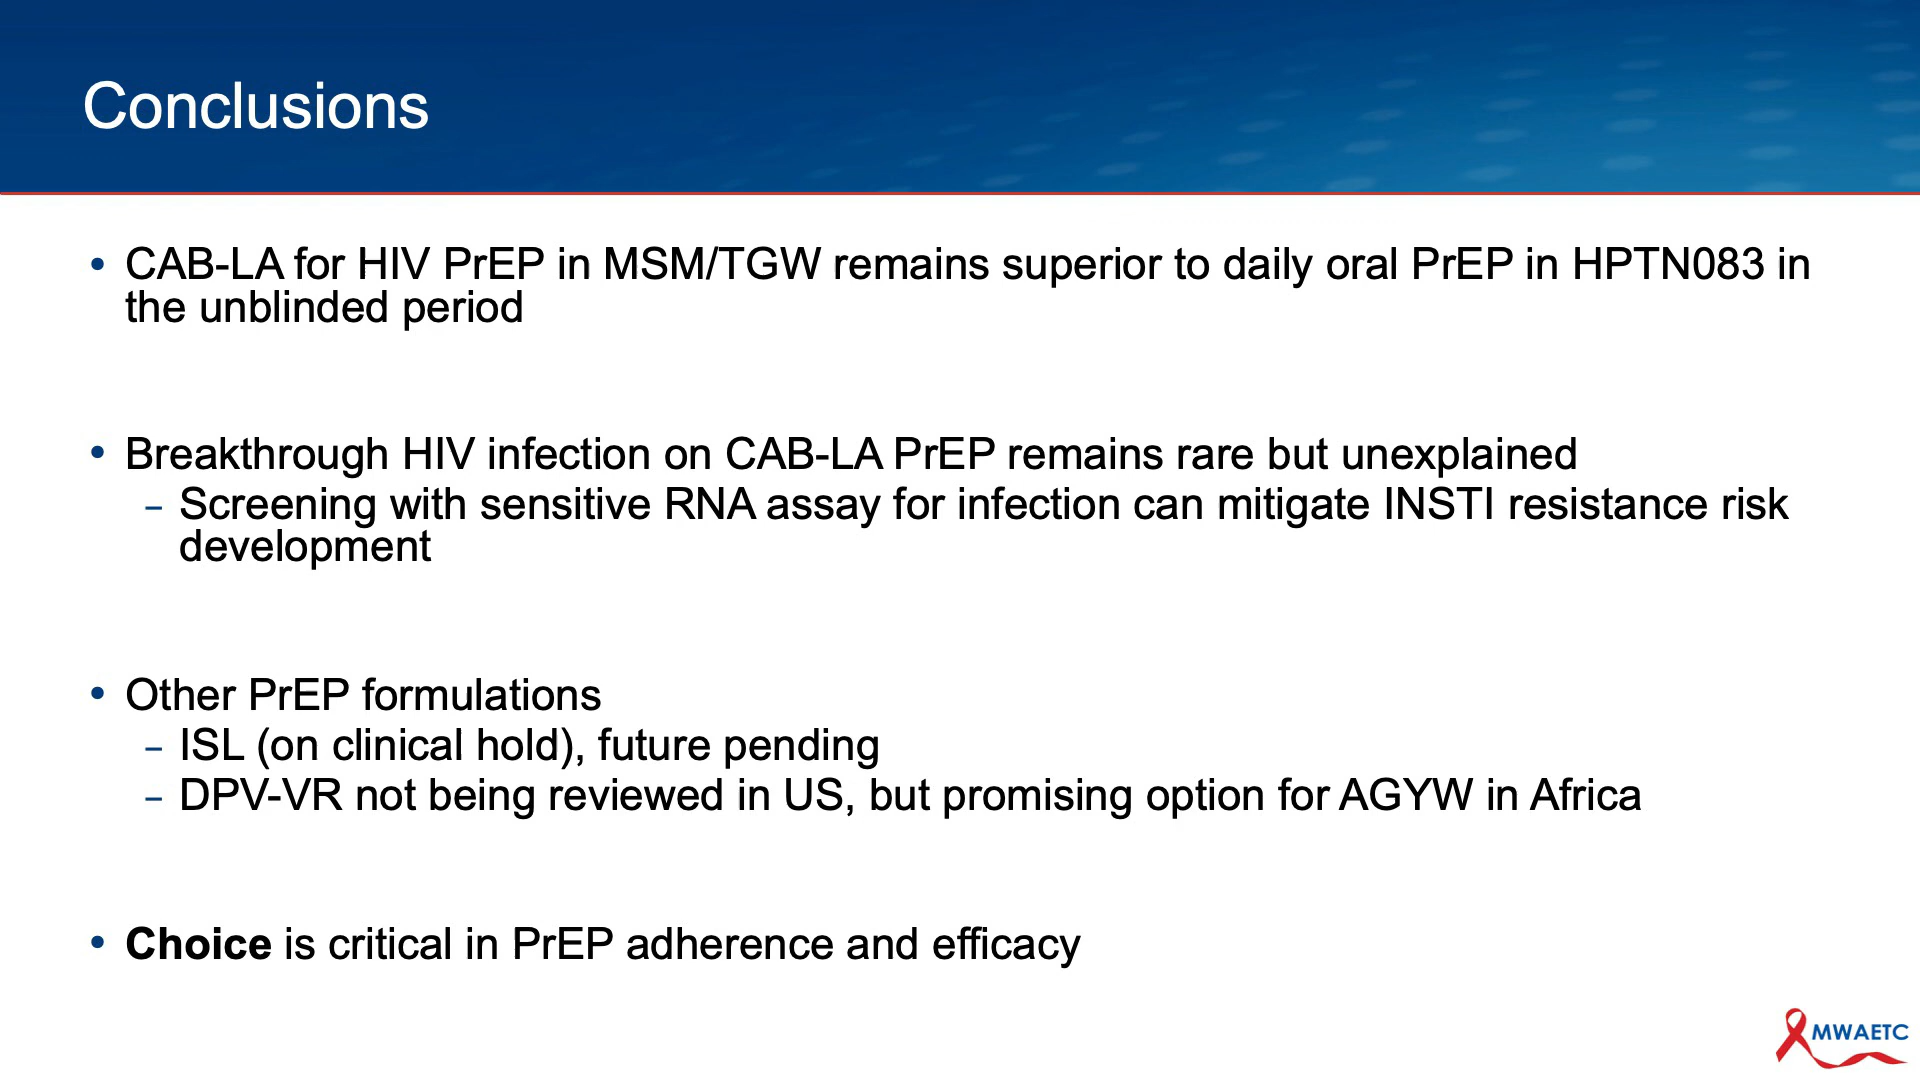 Conclusions
• CAB-LA for HIV PrEP in MSM/TGW remains superior to daily oral PrEP in HPTN083 in
the unblinded period
• Breakthrough HIV infection on CAB-LA PrEP remains rare but unexplained
– Screening with sensitive RNA assay for infection can mitigate INSTI resistance risk
development
• Other PrEP formulations
– ISL (on clinical hold), future pending
– DPV-VR not being reviewed in US, but promising option for AGYW in Africa
• Choice is critical in PrEP adherence and efficacy
MWAETC